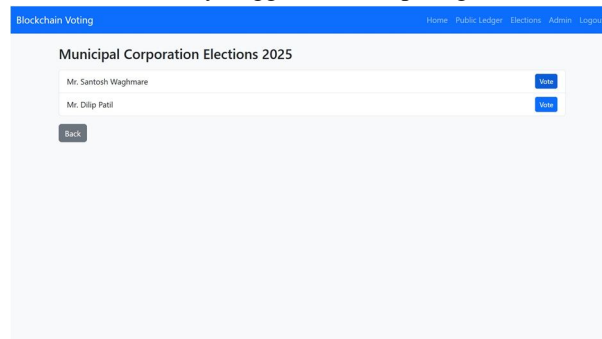 Blockchain Voting Home Public Ledger Elections Admin Logou
Municipal Corporation Elections 2025
Mr. Santosh Waghmare Vote
Mr. Dilip Patil Vote
Back